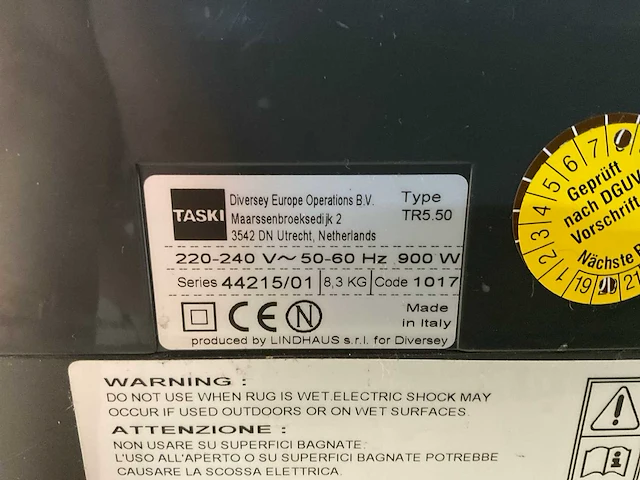 TASKI
Diversey Europe Operations B.V.
Maarssenbroeksedijk 2
3542 DN Utrecht, Netherlands
Type
TR5.50
220-240 V~ 50-60 Hz 900 W
Series 44215/01 8,3 KG Code 1017
CE N
Made
in Italy
produced by LINDHAUS s.r.l. for Diversey
WARNING :
DO NOT USE WHEN RUG IS WET.ELECTRIC SHOCK MAY
OCCUR IF USED OUTDOORS OR ON WET SURFACES.
ATTENZIONE :
NON USARE SU SUPERFICI BAGNATE.
L'USO ALL'APERTO O SU SUPERFICI BAGNATE POTREBBE
CAUSARE LA SCOSSA ELETTRICA.
1 2 3 4 5 6 7 8
Geprüft
nach DGUV
Vorschrift
Nächste
19 21